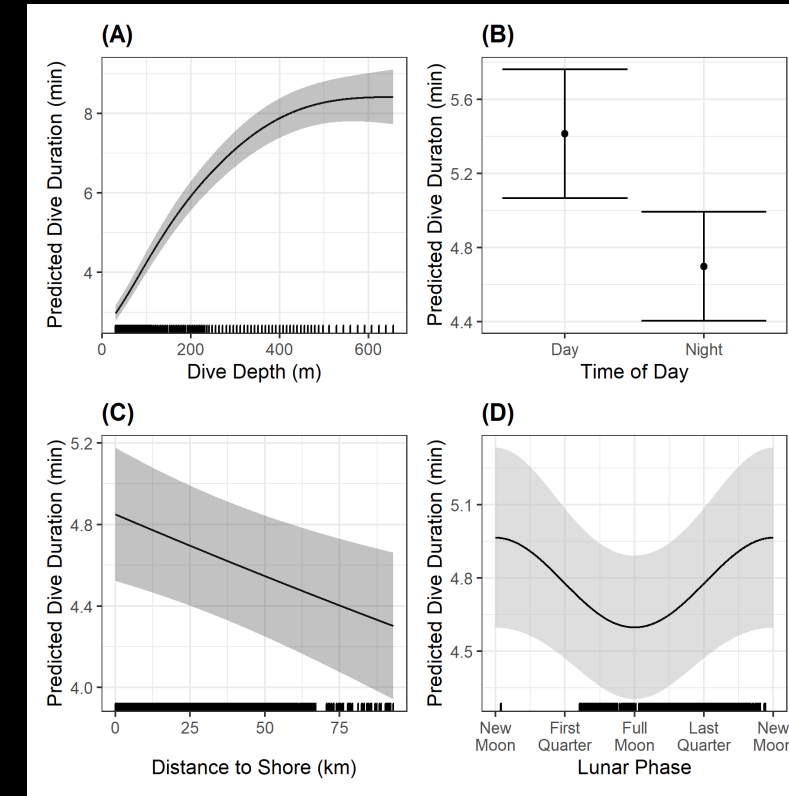 (A)
Predicted Dive Duration (min)
8
6
4
0 200 400 600
Dive Depth (m)
(B)
Predicted Dive Duration (min)
5.6
5.2
4.8
4.4
Day Night
Time of Day
(C)
Predicted Dive Duration (min)
5.2
4.8
4.4
4.0
0 25 50 75
Distance to Shore (km)
(D)
Predicted Dive Duration (min)
5.1
4.8
4.5
New First Full Last New
Moon Quarter Moon Quarter Moon
Lunar Phase